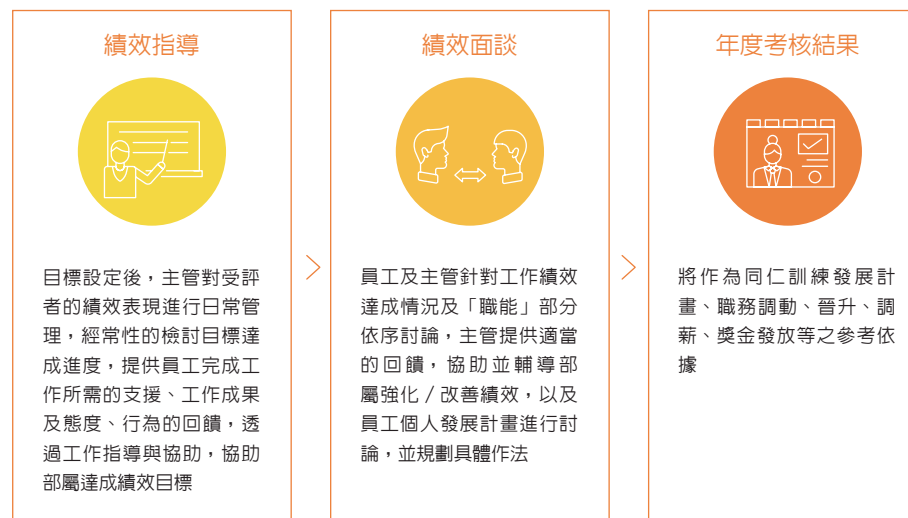 績效指導
目標設定後，主管對受評
者的績效表現進行日常管
理，經常性的檢討目標達
成進度，提供員工完成工
作所需的支援、工作成果
及態度、行為的回饋，透
過工作指導與協助，協助
部屬達成績效目標
績效面談
員工及主管針對工作績效
達成情況及「職能」部分
依序討論，主管提供適當
的回饋，協助並輔導部
屬強化 / 改善績效，以及
員工個人發展計畫進行討
論，並規劃具體作法
年度考核結果
將作為同仁訓練發展計
畫、職務調動、晉升、調
薪、獎金發放等之參考依
據